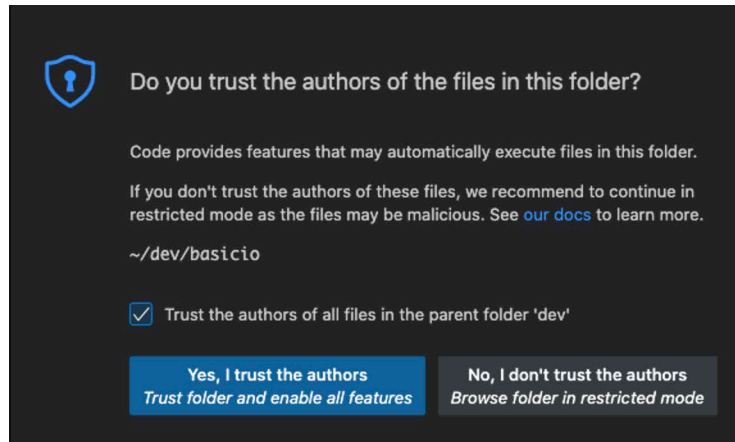 Do you trust the authors of the files in this folder?
Code provides features that may automatically execute files in this folder.
If you don't trust the authors of these files, we recommend to continue in
restricted mode as the files may be malicious. See our docs to learn more.
~/dev/basicio
Trust the authors of all files in the parent folder 'dev'
Yes, I trust the authors
Trust folder and enable all features
No, I don't trust the authors
Browse folder in restricted mode